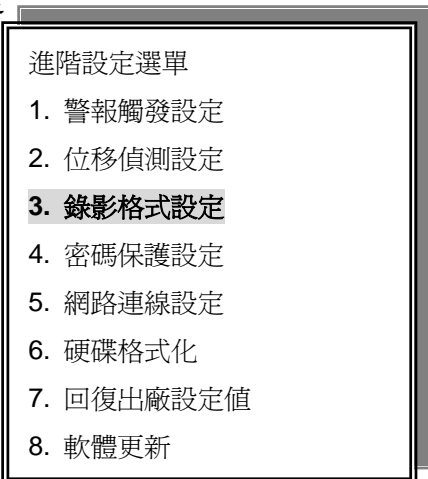 進階設定選單
1. 警報觸發設定
2. 位移偵測設定
3. 錄影格式設定
4. 密碼保護設定
5. 網路連線設定
6. 硬碟格式化
7. 回復出廠設定值
8. 軟體更新